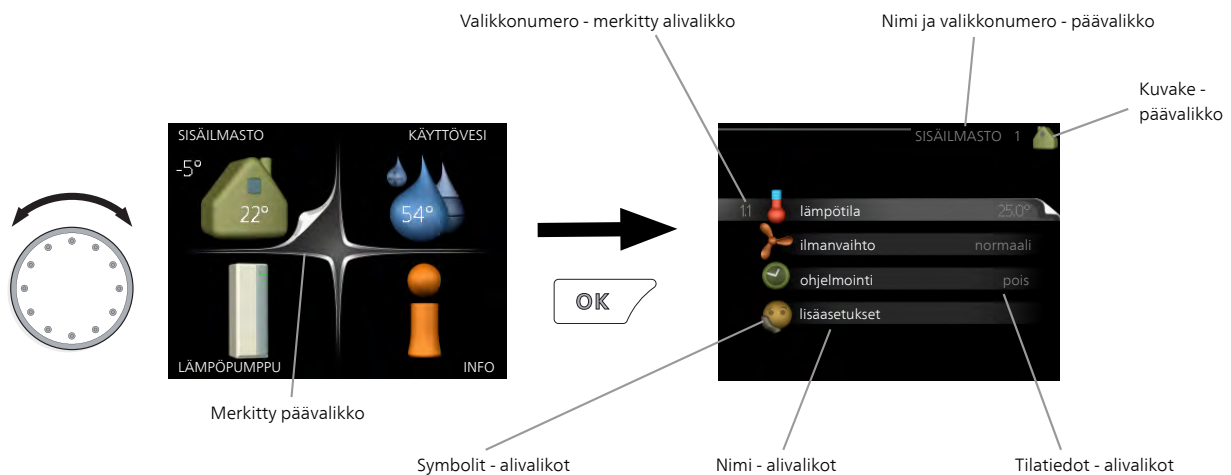 Valikkonumero - merkitty alivalikko
Nimi ja valikkonumero - päävalikko
Kuvake -
päävalikko
SISÄILMASTO
KÄYTTÖVESI
-5°
22°
54°
LÄMPÖPUMPPU
INFO
Merkitty päävalikko
OK
SISÄILMASTO 1
1.1 lämpötila 25.0°
ilmanvaihto normaali
ohjelmointi pois
lisäasetukset
Symbolit - alivalikot
Nimi - alivalikot
Tilatiedot - alivalikot